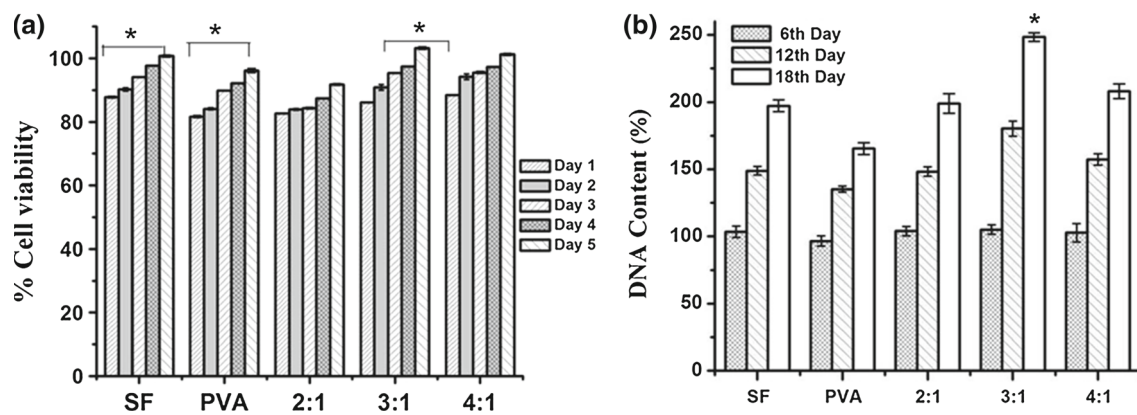 (a)
% Cell viability
100
80
60
40
20
0
* * *
SF PVA 2:1 3:1 4:1
Day 1
Day 2
Day 3
Day 4
Day 5
(b)
DNA Content (%)
250
200
150
100
50
0
6th Day
12th Day
18th Day
*
SF PVA 2:1 3:1 4:1